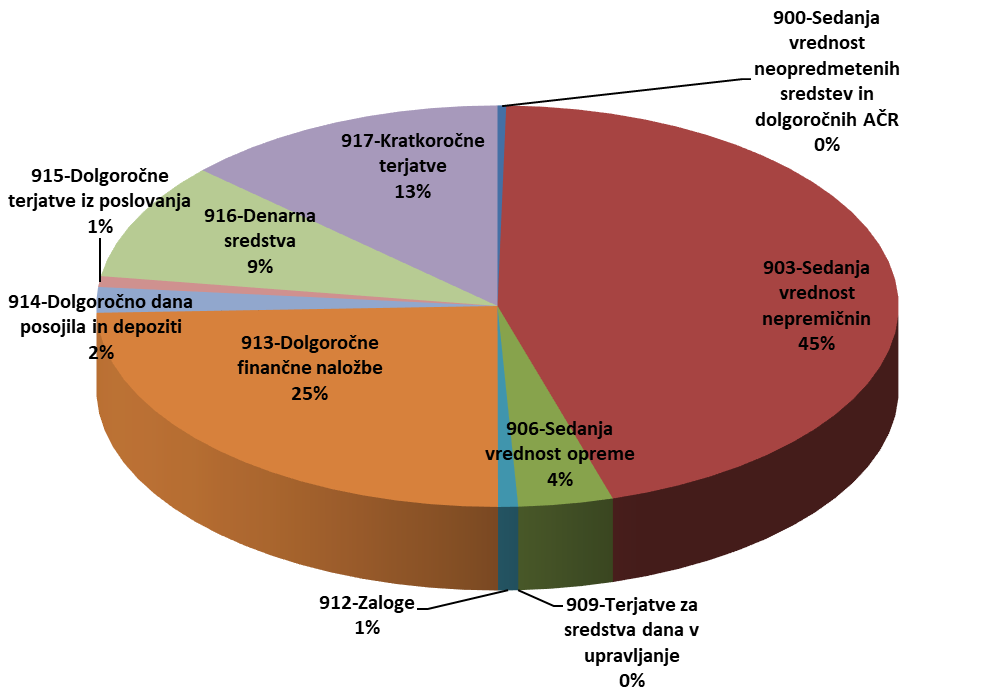 900-Sedanja
vrednost
neopredmetenih
sredstev in
dolgoročnih AČR
0%
917-Kratkoročne
terjatve
13%
915-Dolgoročne
terjatve iz poslovanja
1%
916-Denarna
sredstva
9%
903-Sedanja
vrednost
nepremičnin
45%
914-Dolgoročno dana
posojila in depoziti
2%
913-Dolgoročne
finančne naložbe
25%
906-Sedanja
vrednost opreme
4%
912-Zaloge
1%
909-Terjatve za
sredstva dana v
upravljanje
0%